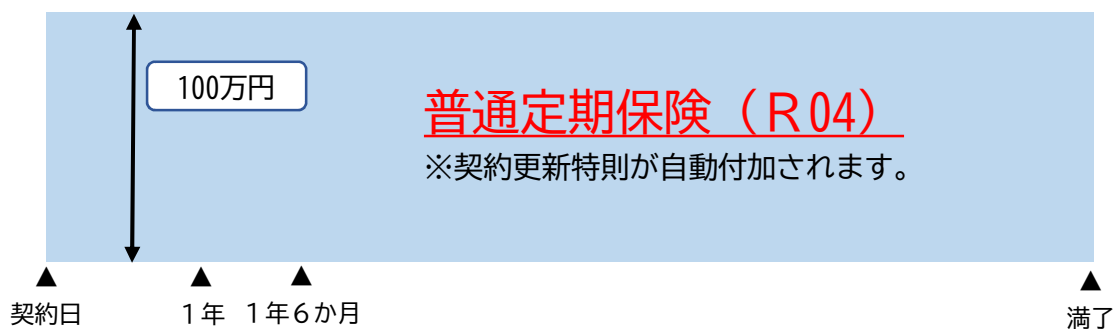 100万円
普通定期保険（Ｒ04）
※契約更新特則が自動付加されます。
▲ ▲ ▲ ▲
契約日 １年 １年６か月 満了